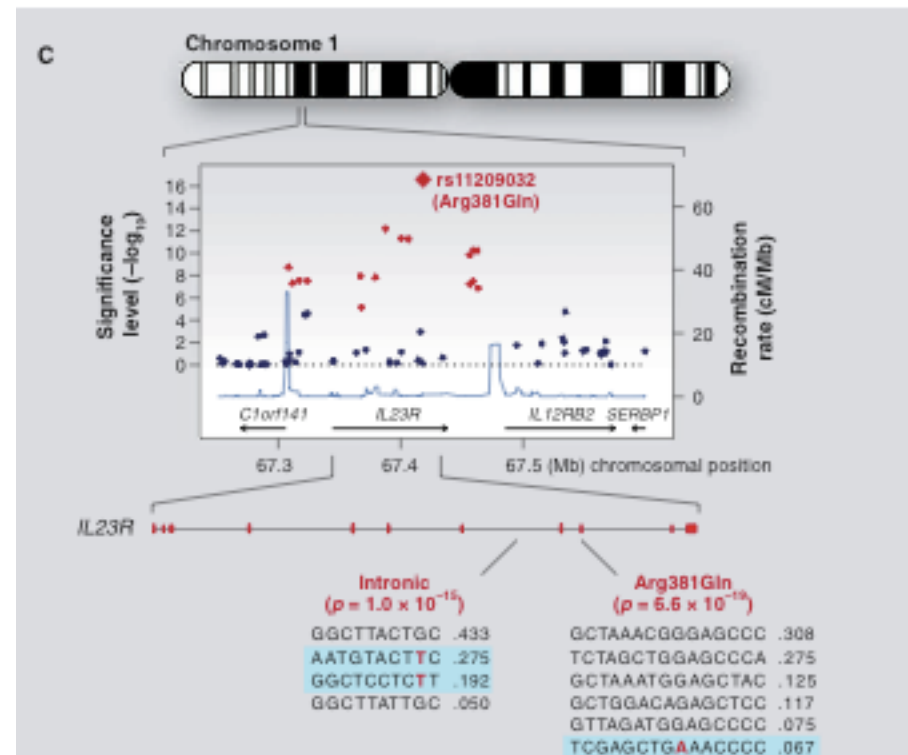 C
Chromosome 1
Significance
level (–log₁₀)
16
14
12
10
8
6
4
2
0
rs11209032
(Arg381Gln)
60
40
20
0
Recombination
rate (cM/Mb)
C1orf141
IL23R
IL12RB2
SERBP1
67.3
67.4
67.5 (Mb) chromosomal position
IL23R
Intronic
(p = 1.0 × 10⁻¹⁵)
GGCTTACTGC .433
AATGTACTTC .275
GGCTCCTCTT .192
GGCTTATTGC .050
Arg381Gln
(p = 6.6 × 10⁻¹⁹)
GCTAAACGGGAGCCC .308
TCTAGCTGGAGCCCA .275
GCTAAATGGAGCTAC .125
GCTGGACAGAGCTCC .117
GTTAGATGGAGCCCC .075
TCGAGCTGAAACCCC .067